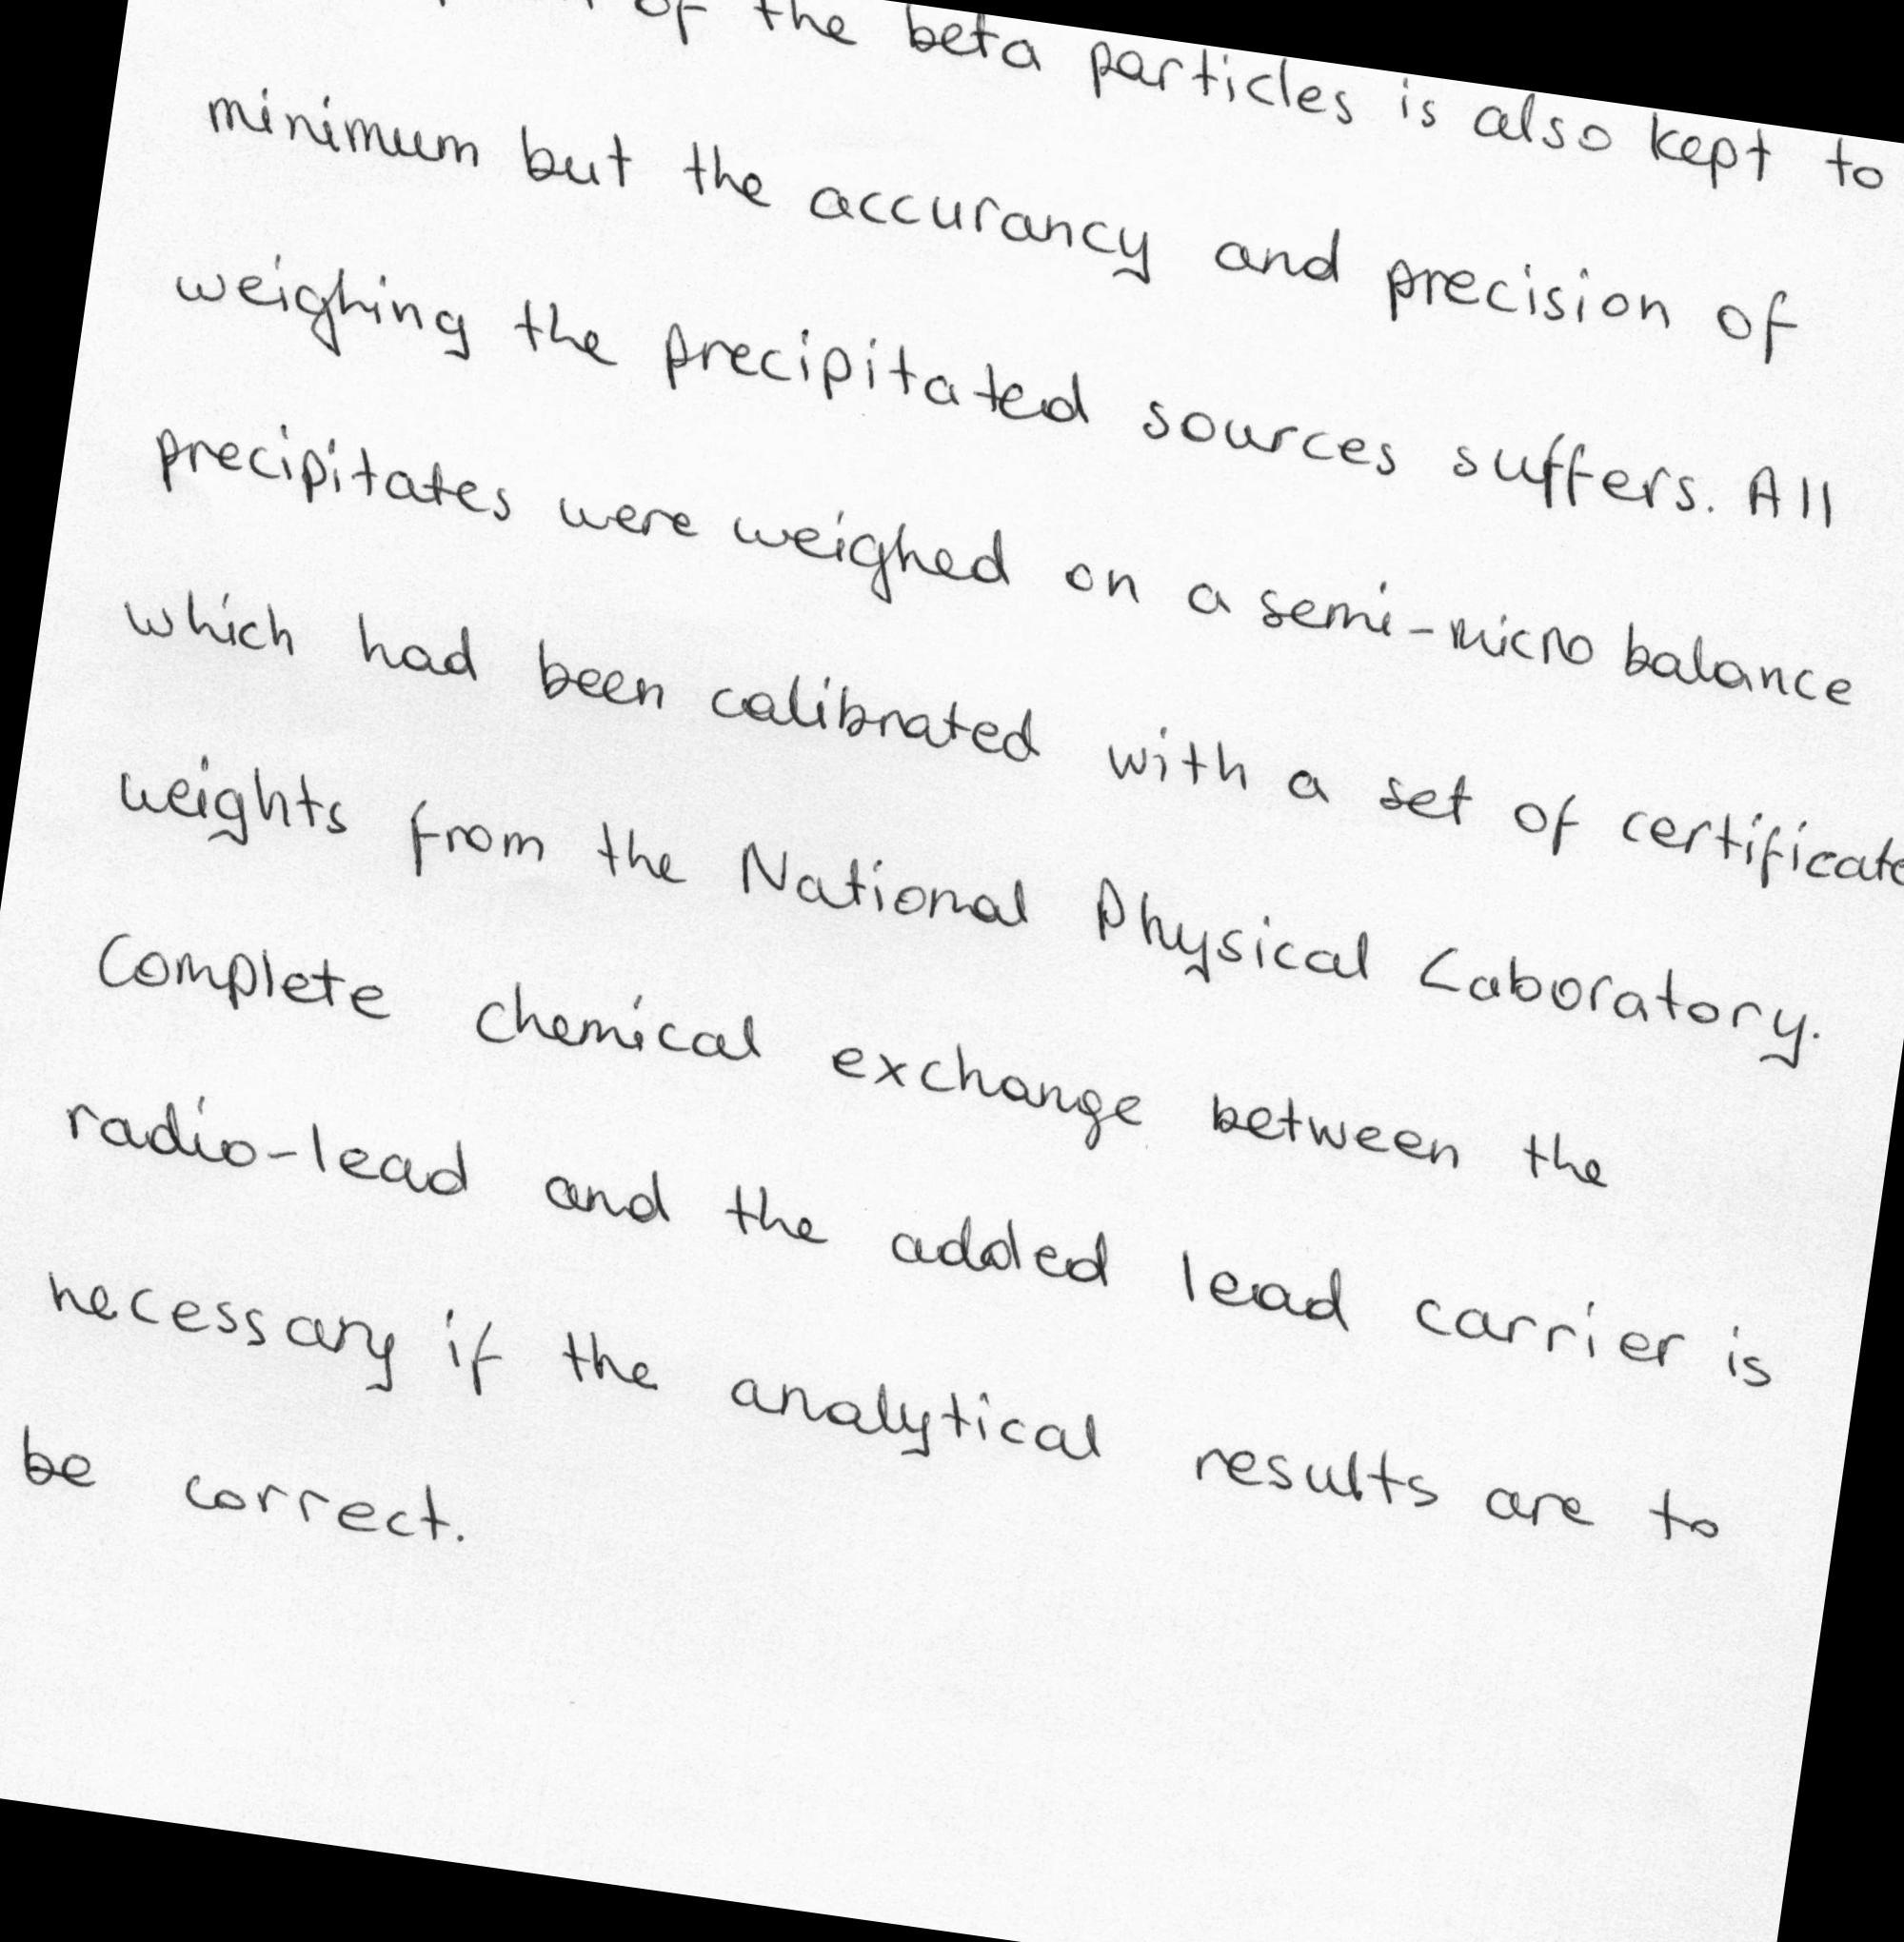 of the beta particles is also kept to
minimum but the accurancy and precision of
weighing the precipitated sources suffers. All
precipitates were weighed on a semi-micro balance
which had been calibrated with a set of certificate
weights from the National Physical Laboratory.
Complete chemical exchange between the
radio-lead and the added lead carrier is
necessary if the analytical results are to
be correct.